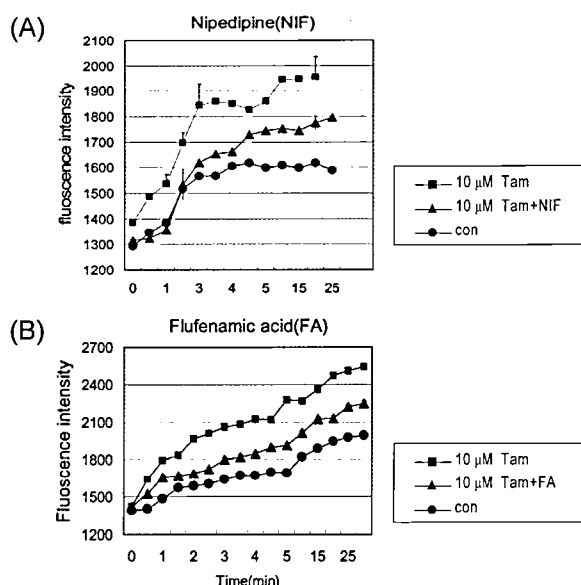 (A)
Nipedipine(NIF)
fluoscence intensity
2100
2000
1900
1800
1700
1600
1500
1400
1300
1200
0 1 3 4 5 15 25
10 μM Tam
10 μM Tam+NIF
con
(B)
Flufenamic acid(FA)
Fluoscence intensity
2700
2400
2100
1800
1500
1200
0 2 3 4 5 15 25
Time(min)
10 μM Tam
10 μM Tam+FA
con